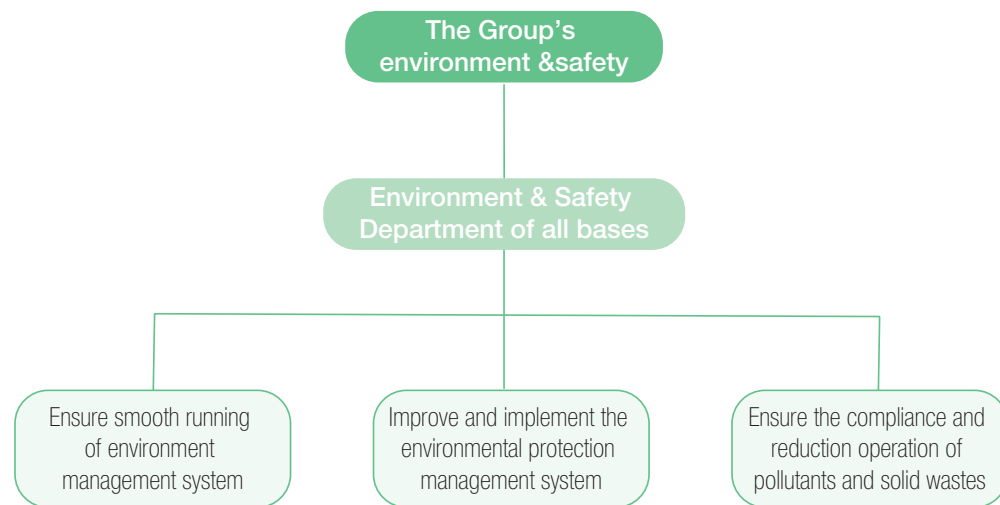 The Group’s
environment &safety
Environment & Safety
Department of all bases
Ensure smooth running
of environment
management system
Improve and implement the
environmental protection
management system
Ensure the compliance and
reduction operation of
pollutants and solid wastes